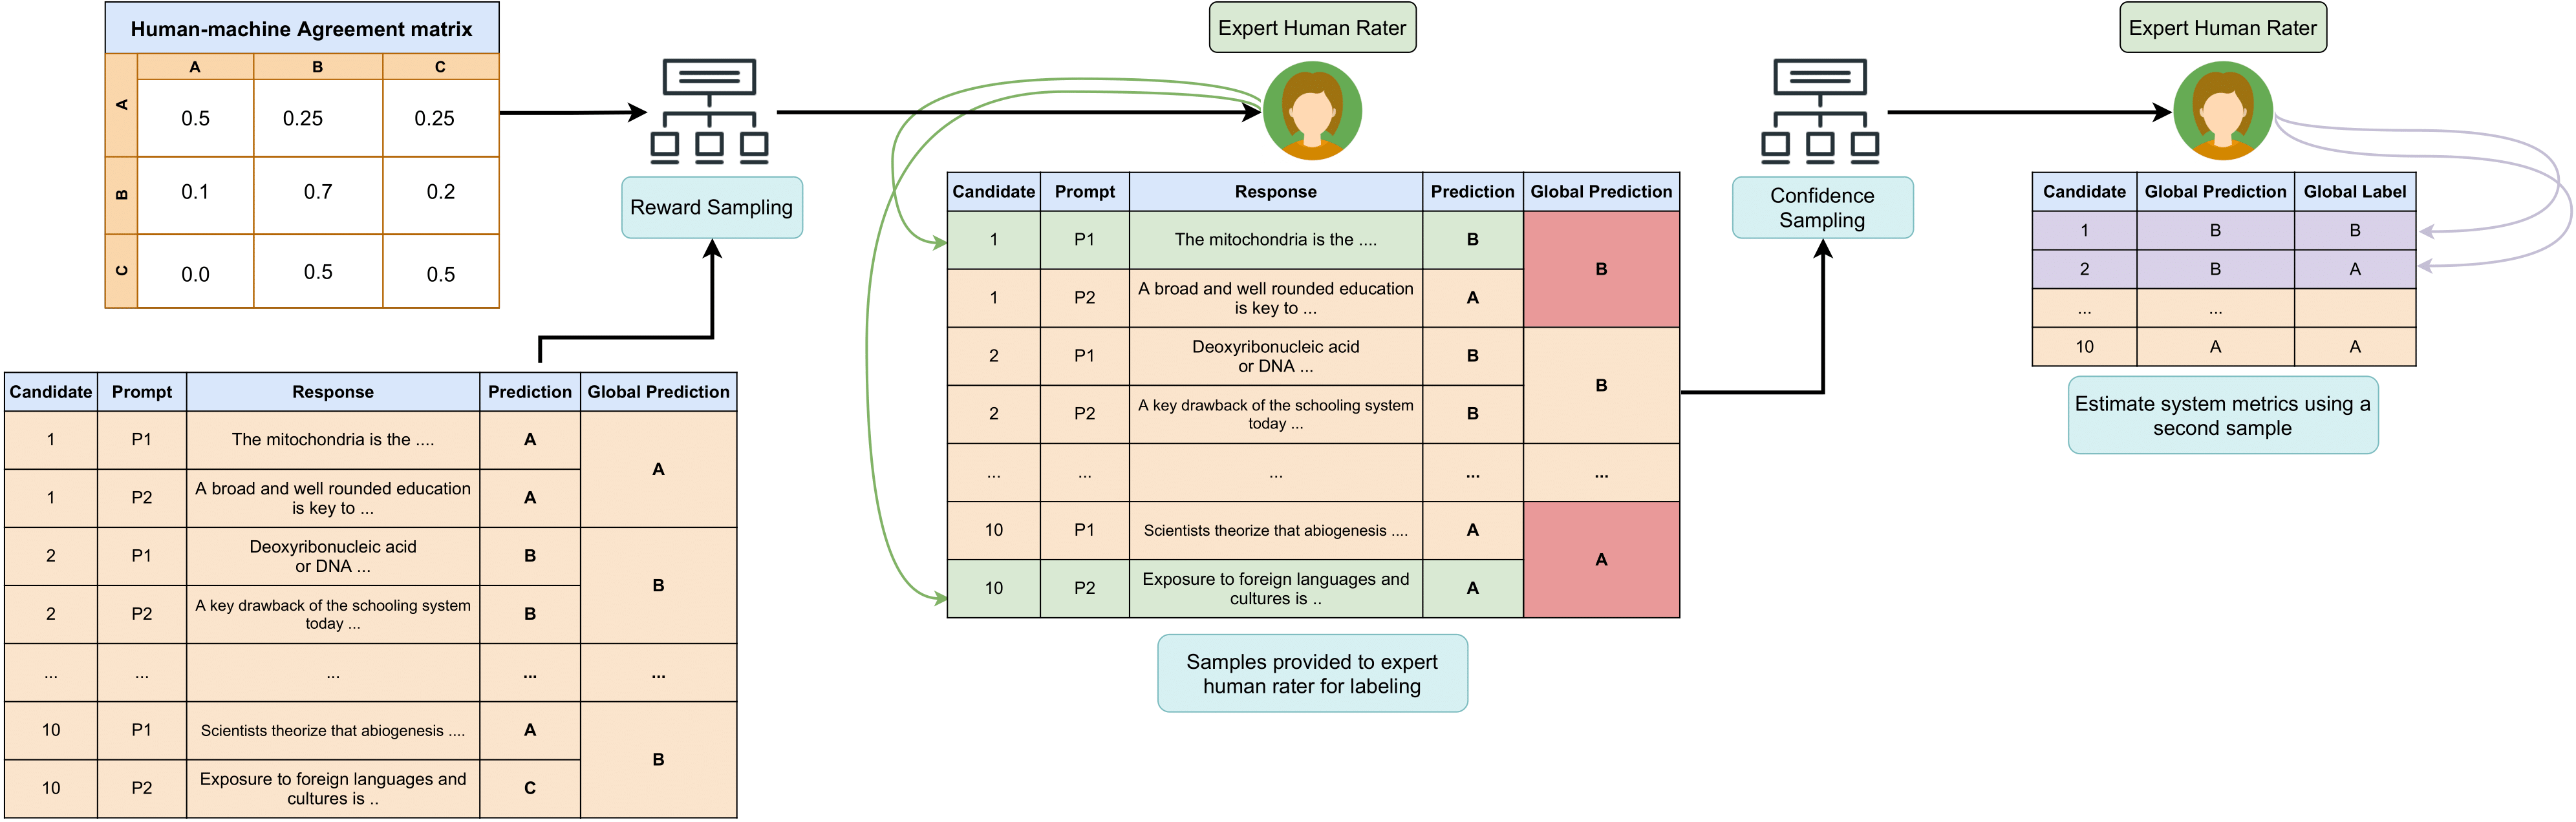 Human-machine Agreement matrix
A B C
A 0.5 0.25 0.25
B 0.1 0.7 0.2
C 0.0 0.5 0.5
Reward Sampling
Candidate Prompt Response Prediction Global Prediction
1 P1 The mitochondria is the .... A
A
1 P2 A broad and well rounded education
is key to ... A
2 P1 Deoxyribonucleic acid
or DNA ... B
B
2 P2 A key drawback of the schooling system
today ... B
... ... ... ... ...
10 P1 Scientists theorize that abiogenesis .... A
B
10 P2 Exposure to foreign languages and
cultures is .. C
Expert Human Rater
Candidate Prompt Response Prediction Global Prediction
1 P1 The mitochondria is the .... B
B
1 P2 A broad and well rounded education
is key to ... A
2 P1 Deoxyribonucleic acid
or DNA ... B
B
2 P2 A key drawback of the schooling system
today ... B
... ... ... ... ...
10 P1 Scientists theorize that abiogenesis .... A
A
10 P2 Exposure to foreign languages and
cultures is .. A
Samples provided to expert
human rater for labeling
Confidence
Sampling
Expert Human Rater
Candidate Global Prediction Global Label
1 B B
2 B A
... ...
10 A A
Estimate system metrics using a
second sample